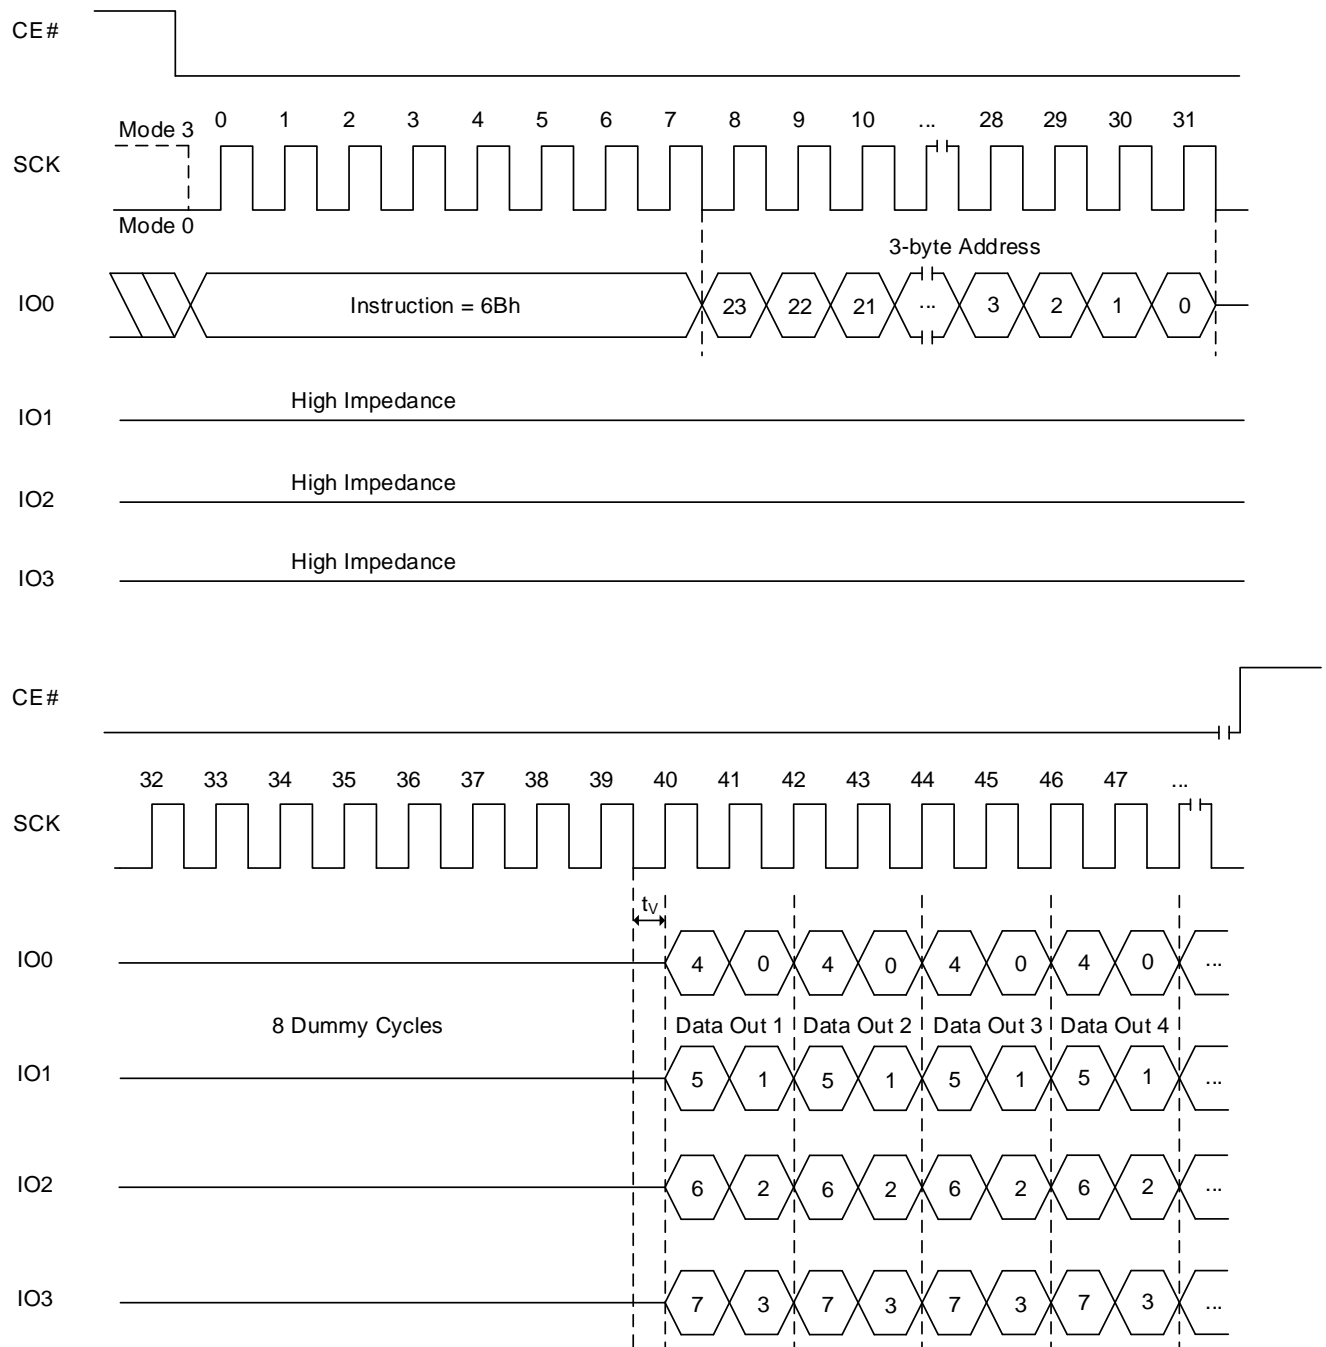 CE#
Mode 3 0 1 2 3 4 5 6 7 8 9 10 ... 28 29 30 31
SCK
Mode 0
3-byte Address
IO0 Instruction = 6Bh 23 22 21 ... 3 2 1 0
High Impedance
IO1
High Impedance
IO2
High Impedance
IO3
CE#
32 33 34 35 36 37 38 39 40 41 42 43 44 45 46 47 ...
SCK
tV
IO0 4 0 4 0 4 0 4 0 ...
8 Dummy Cycles Data Out 1 Data Out 2 Data Out 3 Data Out 4
IO1 5 1 5 1 5 1 5 1 ...
IO2 6 2 6 2 6 2 6 2 ...
IO3 7 3 7 3 7 3 7 3 ...